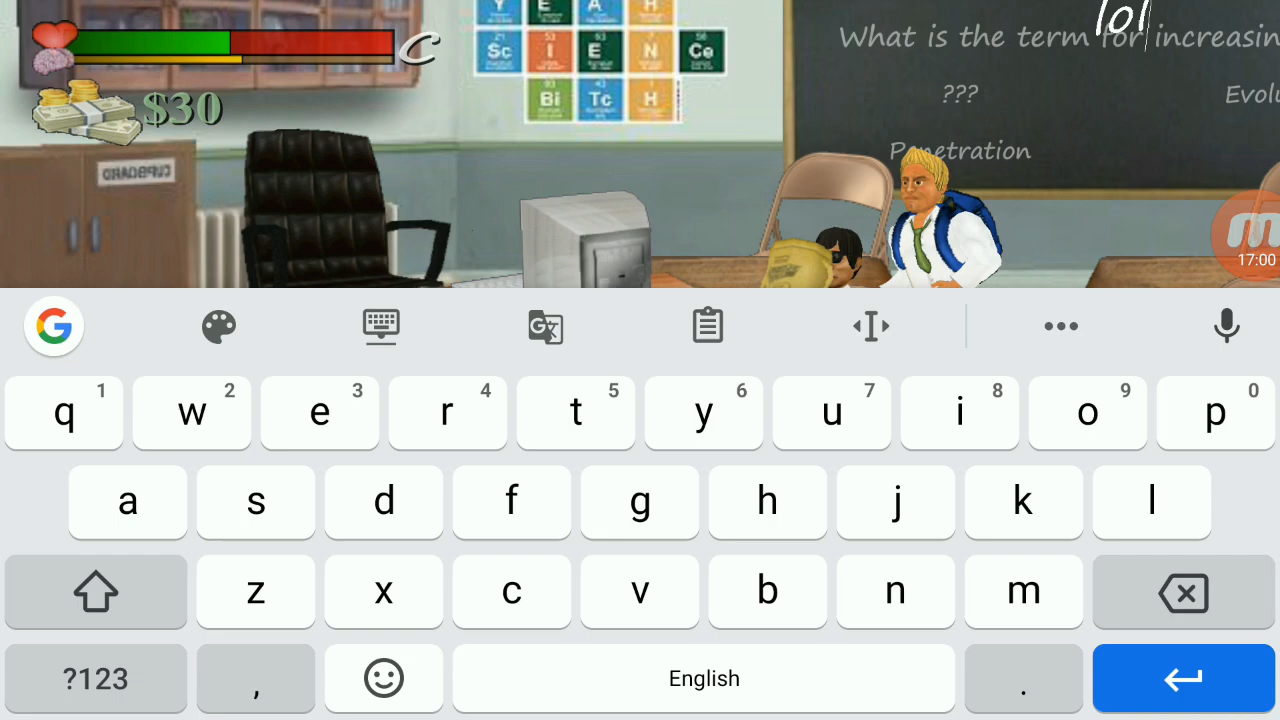 lol
What is the term for increasin
??? Evolu
Penetration
Y E A H
Sc I E N Ce
Bi Tc H
C
$30
CUPBOARD
17:00
q 1 w 2 e 3 r 4 t 5 y 6 u 7 i 8 o 9 p 0
a s d f g h j k l
z x c v b n m
?123 , English .